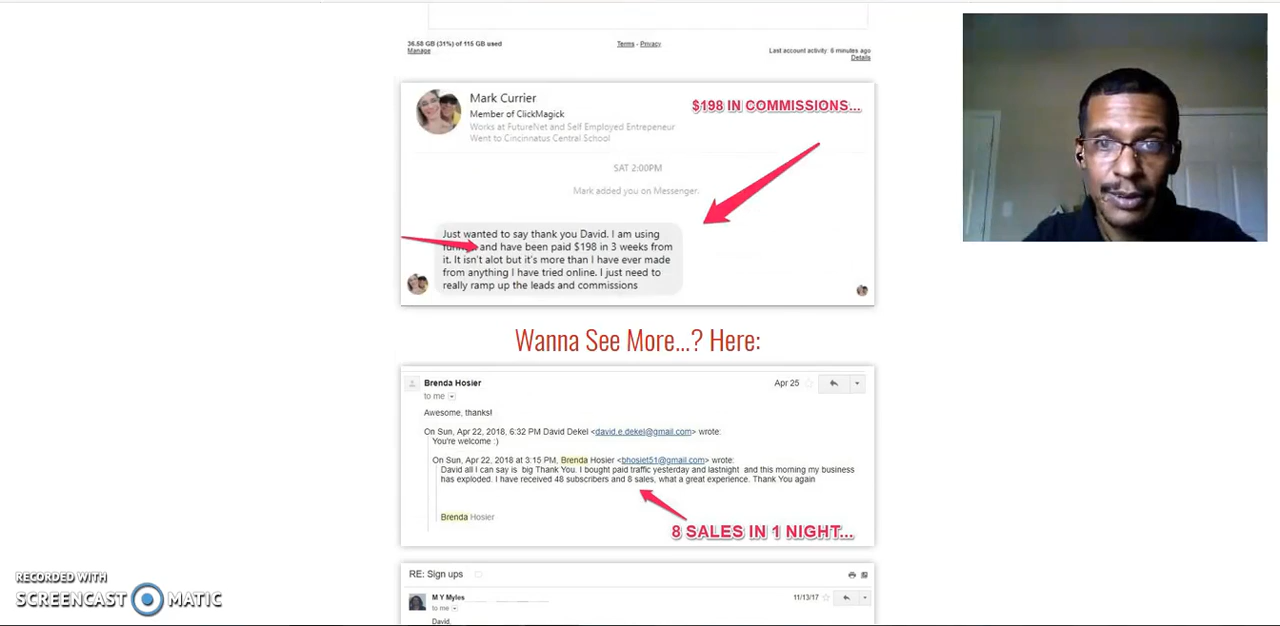 36.58 GB (31%) of 115 GB used
Manage
Terms - Privacy
Last account activity: 6 minutes ago
Details
Mark Currier
Member of ClickMagick
Works at FutureNet and Self Employed Entrepeneur
Went to Cincinnatus Central School
$198 IN COMMISSIONS...
SAT 2:00PM
Mark added you on Messenger.
Just wanted to say thank you David. I am using
and have been paid $198 in 3 weeks from
it. It isn't alot but it's more than I have ever made
from anything I have tried online. I just need to
really ramp up the leads and commissions
Wanna See More...? Here:
Brenda Hosier
Apr 25
to me
Awesome, thanks!
On Sun, Apr 22, 2018, 6:32 PM David Dekel <david.e.dekel@gmail.com> wrote:
You're welcome :)
On Sun, Apr 22, 2018 at 3:15 PM, Brenda Hosier <bhosiet51@gmail.com> wrote:
David all I can say is big Thank You. I bought paid traffic yesterday and lastnight and this morning my business
has exploded. I have received 48 subscribers and 8 sales, what a great experience. Thank You again
Brenda Hosier
8 SALES IN 1 NIGHT...
RE: Sign ups
M Y Myles
11/13/17
to me
David,
RECORDED WITH
SCREENCAST MATIC